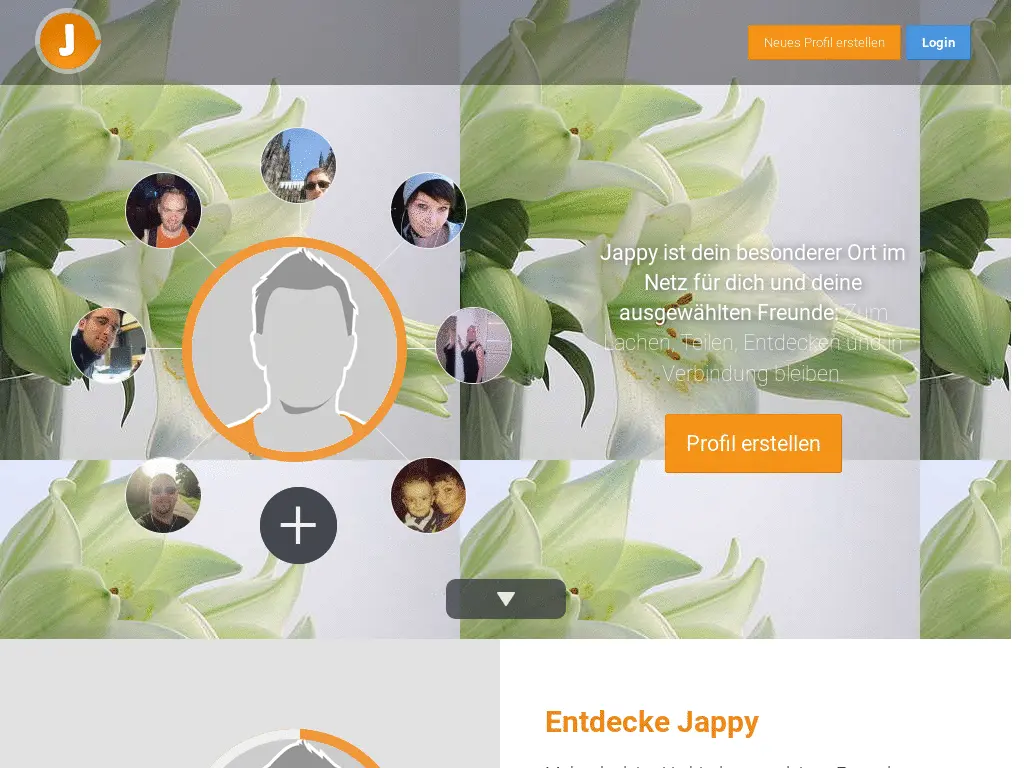 J
Neues Profil erstellen
Login
Jappy ist dein besonderer Ort im
Netz für dich und deine
ausgewählten Freunde: Zum
Lachen, Teilen, Entdecken und in
Verbindung bleiben.
Profil erstellen
Entdecke Jappy